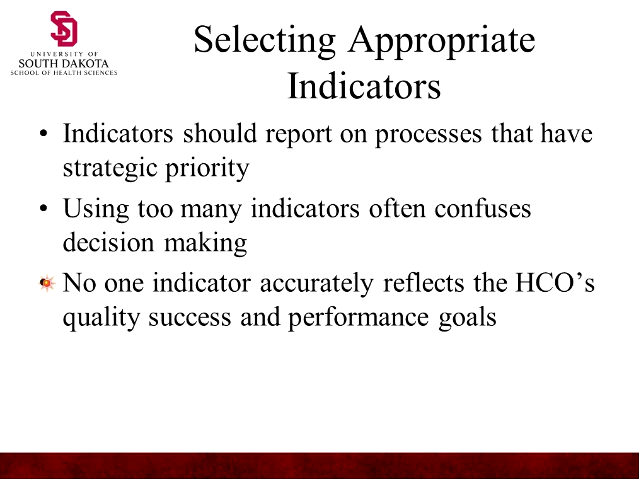 UNIVERSITY OF
SOUTH DAKOTA
SCHOOL OF HEALTH SCIENCES
Selecting Appropriate
Indicators
• Indicators should report on processes that have
strategic priority
• Using too many indicators often confuses
decision making
No one indicator accurately reflects the HCO’s
quality success and performance goals